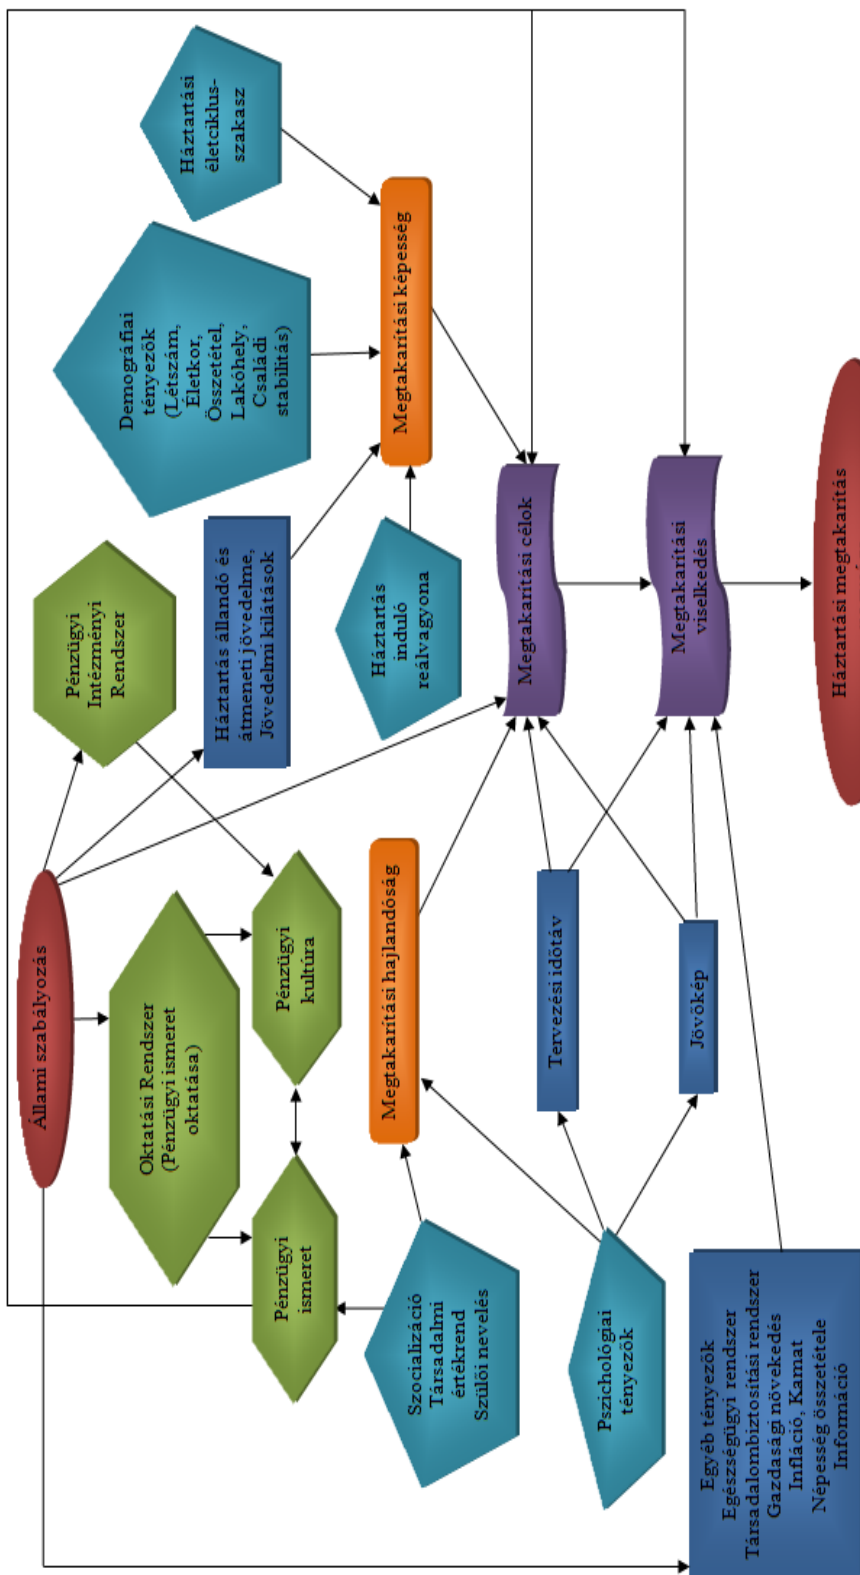 Állami szabályozás
Oktatási Rendszer
(Pénzügyi ismeret
oktatása)
Pénzügyi
Intézményi
Rendszer
Pénzügyi
ismeret
Pénzügyi
kultúra
Háztartás állandó és
átmeneti jövedelme,
Jövedelmi kilátások
Demográfiai
tényezők
(Létszám,
Életkor,
Összetétel,
Lakóhely,
Családi
stabilitás)
Háztartási
életciklus-
szakasz
Szocializáció
Társadalmi
értékrend
Szülői nevelés
Megtakarítási hajlandóság
Háztartás
induló
reálvagyona
Megtakarítási képesség
Pszichológiai
tényezők
Tervezési időtáv
Jövőkép
Megtakarítási célok
Megtakarítási
viselkedés
Egyéb tényezők
Egészségügyi rendszer
Társadalombiztosítási rendszer
Gazdasági növekedés
Infláció, Kamat
Népesség összetétele
Információ
Háztartási megtakarítás